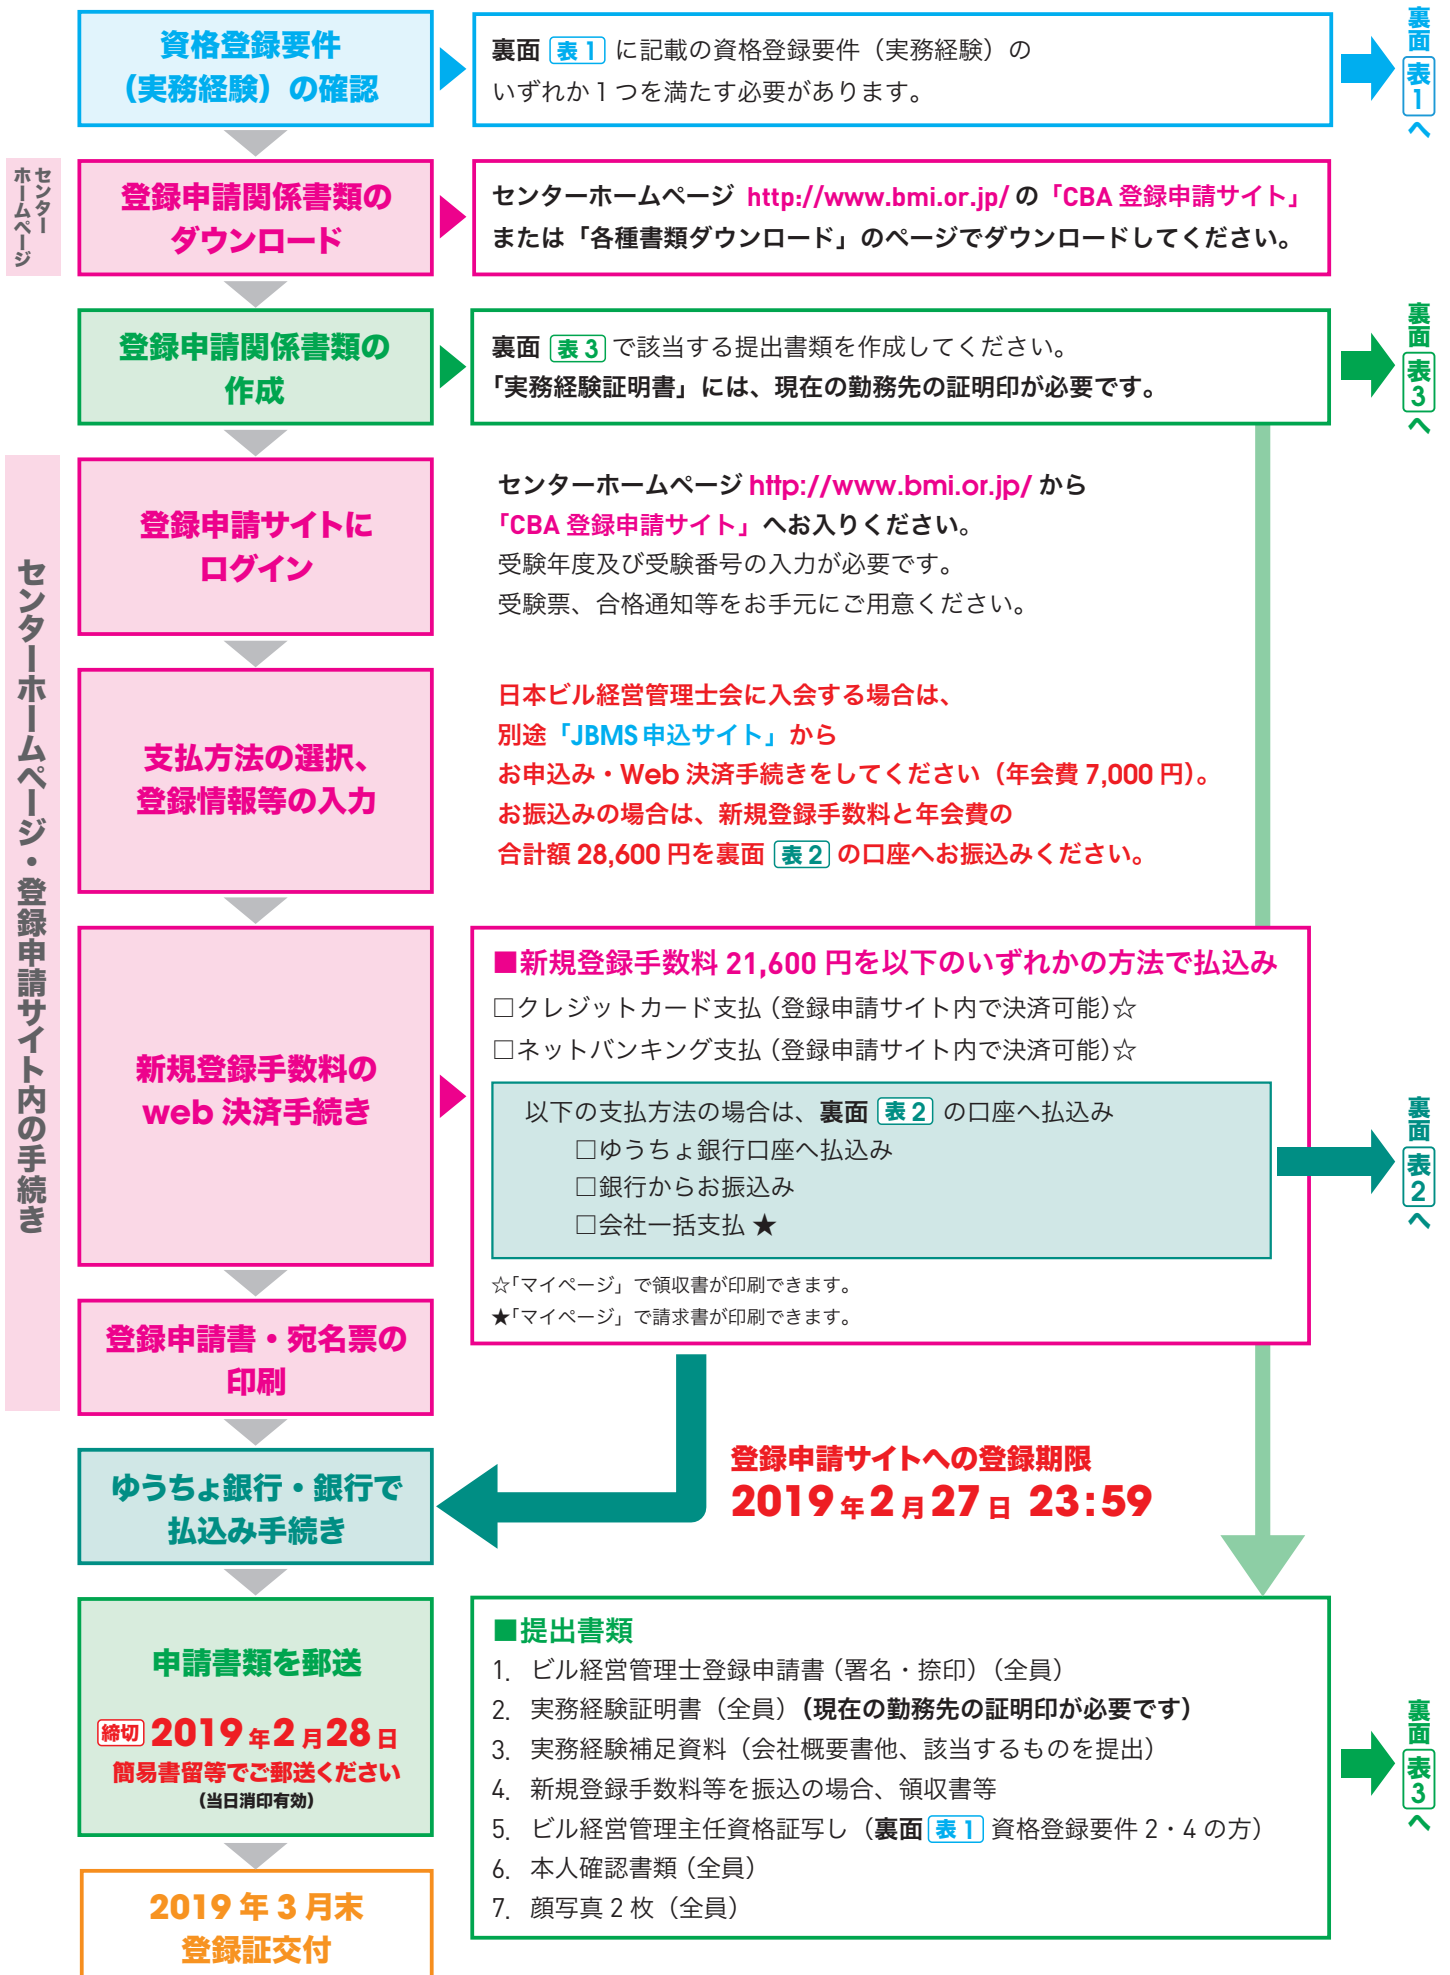 資格登録要件
（実務経験）の確認
裏面 表1 に記載の資格登録要件（実務経験）の
いずれか１つを満たす必要があります。
裏面 表1 へ
センター
ホームページ
登録申請関係書類の
ダウンロード
センターホームページ http://www.bmi.or.jp/ の「CBA 登録申請サイト」
または「各種書類ダウンロード」のページでダウンロードしてください。
登録申請関係書類の
作成
裏面 表3 で該当する提出書類を作成してください。
「実務経験証明書」には、現在の勤務先の証明印が必要です。
裏面 表3 へ
センターホームページ・登録申請サイト内の手続き
登録申請サイトに
ログイン
センターホームページ http://www.bmi.or.jp/ から
「CBA 登録申請サイト」へお入りください。
受験年度及び受験番号の入力が必要です。
受験票、合格通知等をお手元にご用意ください。
支払方法の選択、
登録情報等の入力
日本ビル経営管理士会に入会する場合は、
別途「JBMS 申込サイト」から
お申込み・Web 決済手続きをしてください（年会費 7,000 円）。
お振込みの場合は、新規登録手数料と年会費の
合計額 28,600 円を裏面 表2 の口座へお振込みください。
新規登録手数料の
web 決済手続き
■新規登録手数料 21,600 円を以下のいずれかの方法で払込み
□クレジットカード支払（登録申請サイト内で決済可能）☆
□ネットバンキング支払（登録申請サイト内で決済可能）☆
以下の支払方法の場合は、裏面 表2 の口座へ払込み
□ゆうちょ銀行口座へ払込み
□銀行からお振込み
□会社一括支払 ★
☆「マイページ」で領収書が印刷できます。
★「マイページ」で請求書が印刷できます。
裏面 表2 へ
登録申請書・宛名票の
印刷
ゆうちょ銀行・銀行で
払込み手続き
登録申請サイトへの登録期限
2019 年 2 月 27 日 23:59
申請書類を郵送
締切 2019 年 2 月 28 日
簡易書留等でご郵送ください
（当日消印有効）
■提出書類
1. ビル経営管理士登録申請書（署名・捺印）（全員）
2. 実務経験証明書（全員）（現在の勤務先の証明印が必要です）
3. 実務経験補足資料（会社概要書他、該当するものを提出）
4. 新規登録手数料等を振込の場合、領収書等
5. ビル経営管理主任資格証写し（裏面 表1 資格登録要件 2・4 の方）
6. 本人確認書類（全員）
7. 顔写真 2 枚（全員）
裏面 表3 へ
2019 年 3 月末
登録証交付